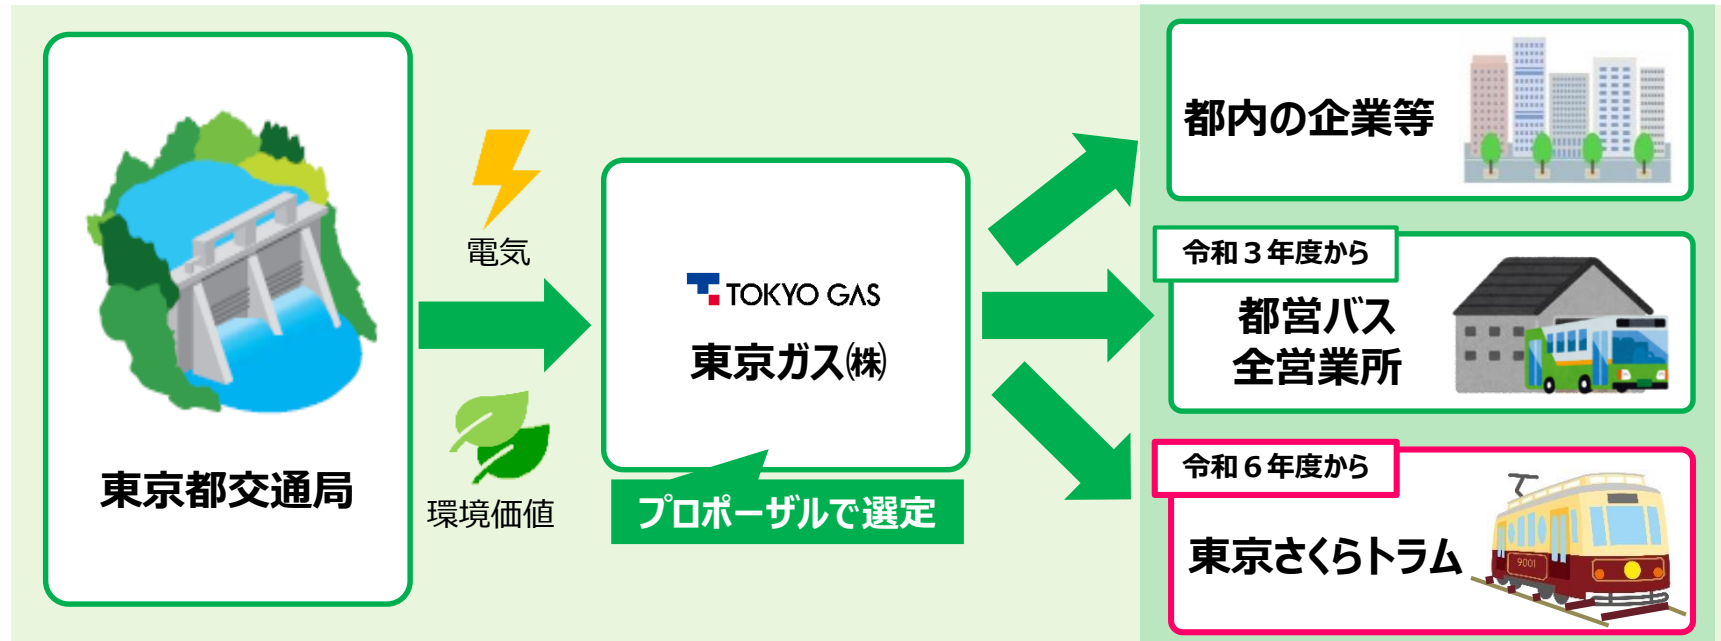 東京都交通局
電気
環境価値
TOKYO GAS
東京ガス㈱
プロポーザルで選定
都内の企業等
令和３年度から
都営バス
全営業所
令和６年度から
東京さくらトラム
9001